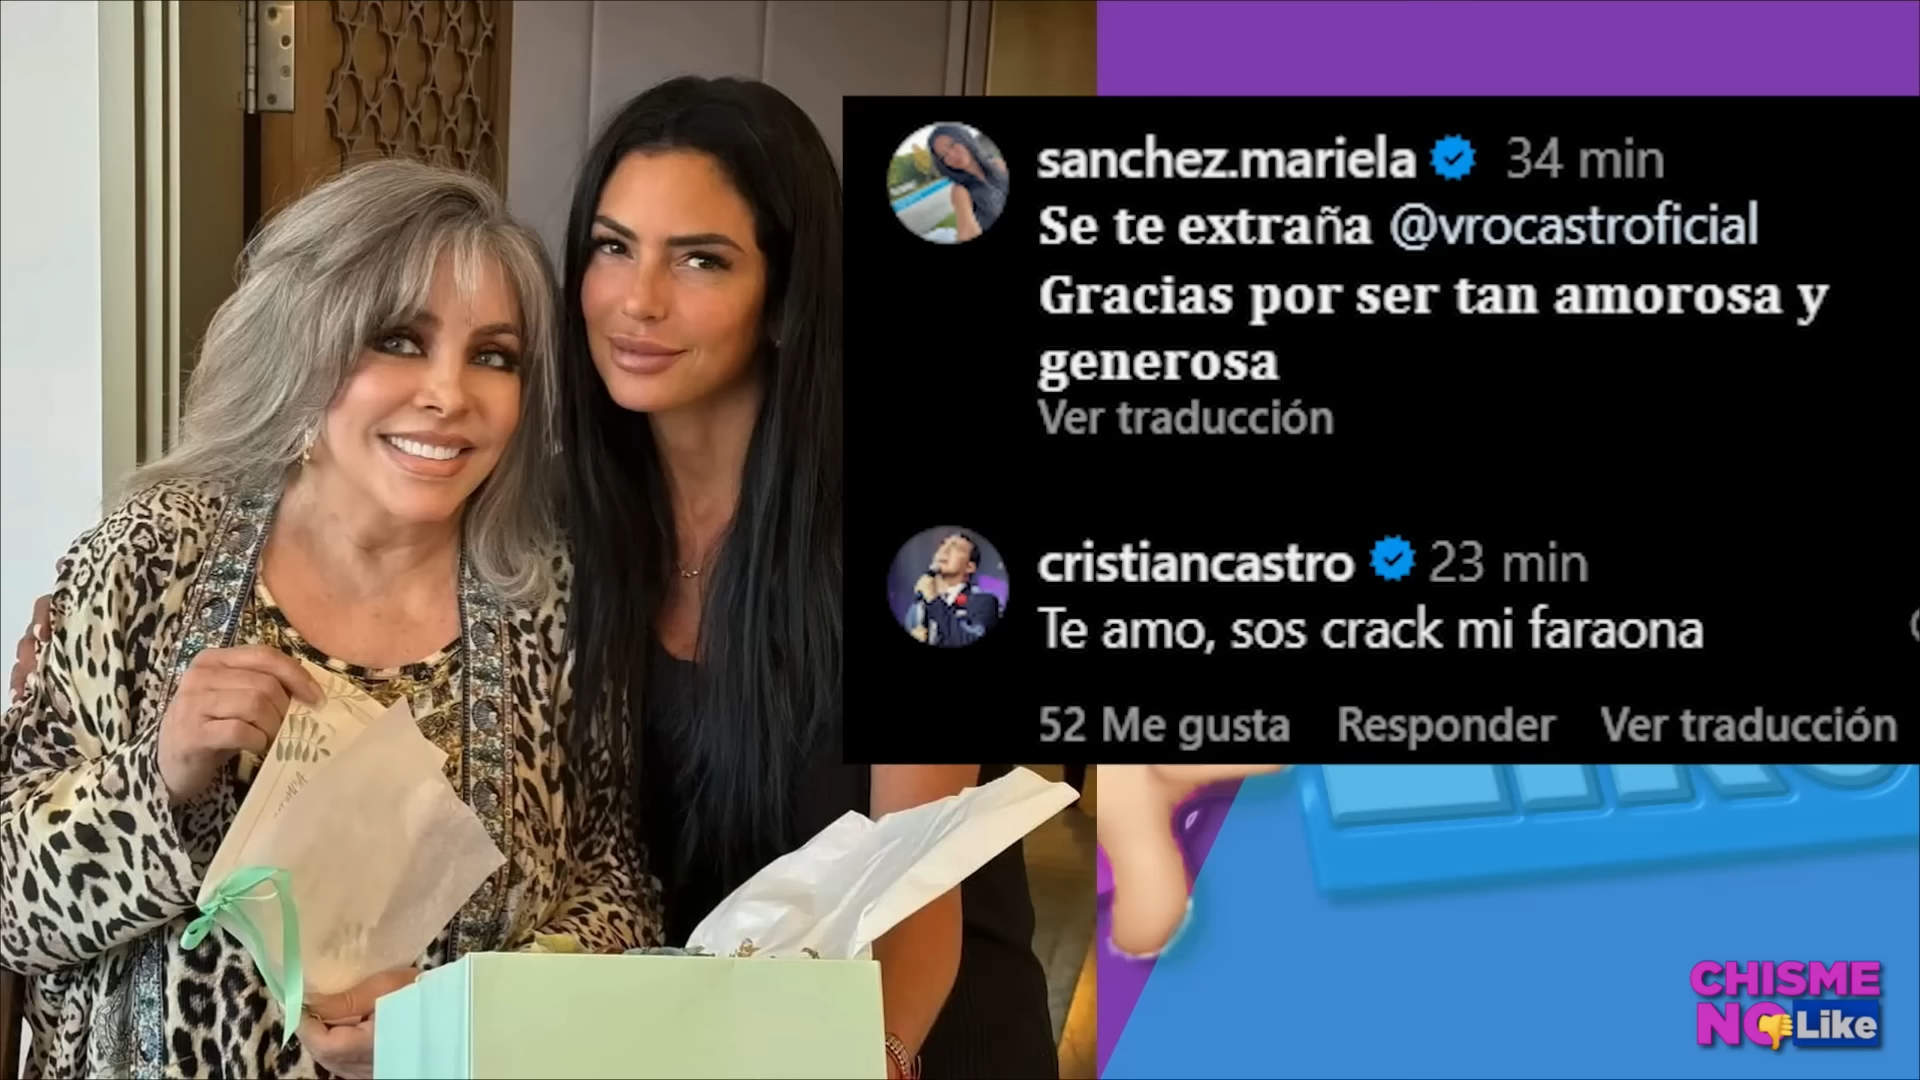 sanchez.mariela 34 min
Se te extraña @vrocastroficial
Gracias por ser tan amorosa y
generosa
Ver traducción
cristiancastro 23 min
Te amo, sos crack mi faraona
52 Me gusta Responder Ver traducción
CHISME
NO Like